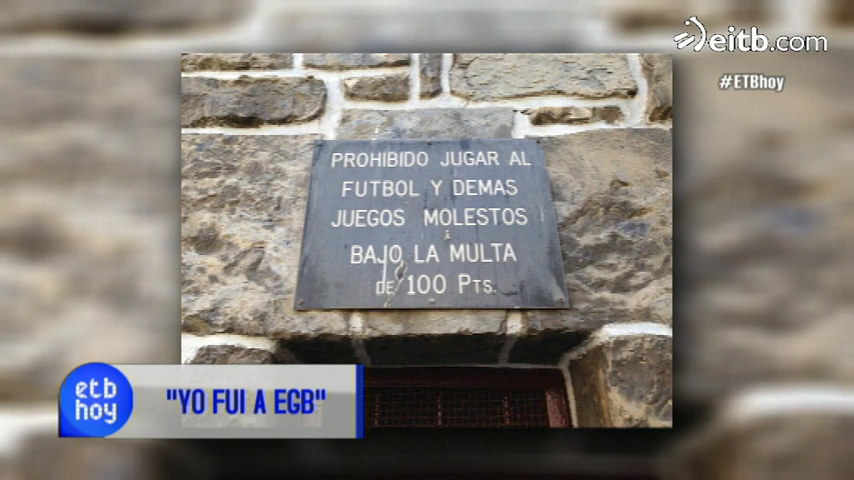 eitb.com
#ETBhoy
PROHIBIDO JUGAR AL
FUTBOL Y DEMAS
JUEGOS MOLESTOS
BAJO LA MULTA
DE 100 PTS.
etb
hoy
"YO FUI A EGB"